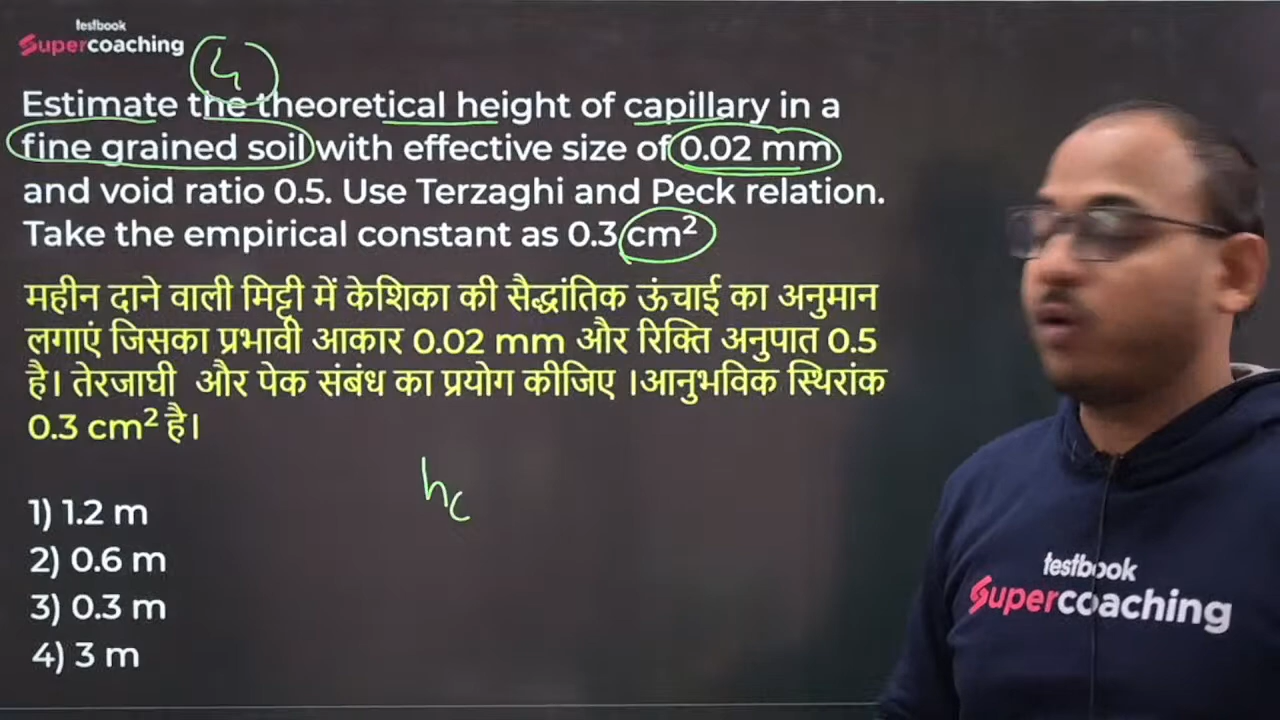 testbook
Supercoaching
4
Estimate the theoretical height of capillary in a
fine grained soil with effective size of 0.02 mm
and void ratio 0.5. Use Terzaghi and Peck relation.
Take the empirical constant as 0.3 cm²
महीन दाने वाली मिट्टी में केशिका की सैद्धांतिक ऊंचाई का अनुमान
लगाएं जिसका प्रभावी आकार 0.02 mm और रिक्ति अनुपात 0.5
है। तेरजाघी और पेक संबंध का प्रयोग कीजिए ।आनुभविक स्थिरांक
0.3 cm² है।
hc
1) 1.2 m
2) 0.6 m
3) 0.3 m
4) 3 m
testbook
Supercoaching